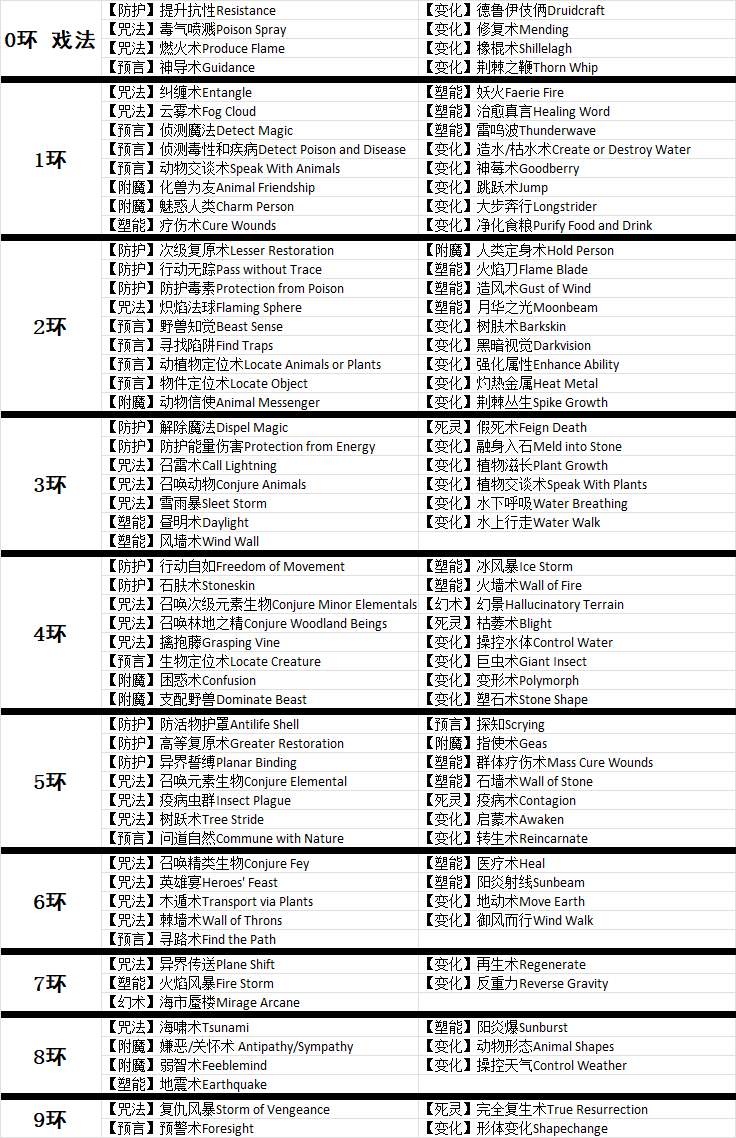 0环 戏法
【防护】提升抗性Resistance 【变化】德鲁伊伎俩Druidcraft
【咒法】毒气喷溅Poison Spray 【变化】修复术Mending
【咒法】燃火术Produce Flame 【变化】橡棍术Shillelagh
【预言】神导术Guidance 【变化】荆棘之鞭Thorn Whip
1环
【咒法】纠缠术Entangle 【塑能】妖火Faerie Fire
【咒法】云雾术Fog Cloud 【塑能】治愈真言Healing Word
【预言】侦测魔法Detect Magic 【塑能】雷鸣波Thunderwave
【预言】侦测毒性和疾病Detect Poison and Disease 【变化】造水/枯水术Create or Destroy Water
【预言】动物交谈术Speak With Animals 【变化】神莓术Goodberry
【附魔】化兽为友Animal Friendship 【变化】跳跃术Jump
【附魔】魅惑人类Charm Person 【变化】大步奔行Longstrider
【塑能】疗伤术Cure Wounds 【变化】净化食粮Purify Food and Drink
2环
【防护】次级复原术Lesser Restoration 【附魔】人类定身术Hold Person
【防护】行动无踪Pass without Trace 【塑能】火焰刀Flame Blade
【防护】防护毒素Protection from Poison 【塑能】造风术Gust of Wind
【咒法】炽焰法球Flaming Sphere 【塑能】月华之光Moonbeam
【预言】野兽知觉Beast Sense 【变化】树肤术Barkskin
【预言】寻找陷阱Find Traps 【变化】黑暗视觉Darkvision
【预言】动植物定位术Locate Animals or Plants 【变化】强化属性Enhance Ability
【预言】物件定位术Locate Object 【变化】灼热金属Heat Metal
【附魔】动物信使Animal Messenger 【变化】荆棘丛生Spike Growth
3环
【防护】解除魔法Dispel Magic 【死灵】假死术Feign Death
【防护】防护能量伤害Protection from Energy 【变化】融身入石Meld into Stone
【咒法】召雷术Call Lightning 【变化】植物滋长Plant Growth
【咒法】召唤动物Conjure Animals 【变化】植物交谈术Speak With Plants
【咒法】雪雨暴Sleet Storm 【变化】水下呼吸Water Breathing
【塑能】昼明术Daylight 【变化】水上行走Water Walk
【塑能】风墙术Wind Wall
4环
【防护】行动自如Freedom of Movement 【塑能】冰风暴Ice Storm
【防护】石肤术Stoneskin 【塑能】火墙术Wall of Fire
【咒法】召唤次级元素生物Conjure Minor Elementals 【幻术】幻景Hallucinatory Terrain
【咒法】召唤林地之精Conjure Woodland Beings 【死灵】枯萎术Blight
【咒法】擒抱藤Grasping Vine 【变化】操控水体Control Water
【预言】生物定位术Locate Creature 【变化】巨虫术Giant Insect
【附魔】困惑术Confusion 【变化】变形术Polymorph
【附魔】支配野兽Dominate Beast 【变化】塑石术Stone Shape
5环
【防护】防活物护罩Antilife Shell 【预言】探知Scrying
【防护】高等复原术Greater Restoration 【附魔】指使术Geas
【防护】异界誓缚Planar Binding 【塑能】群体疗伤术Mass Cure Wounds
【咒法】召唤元素生物Conjure Elemental 【塑能】石墙术Wall of Stone
【咒法】疫病虫群Insect Plague 【死灵】疫病术Contagion
【咒法】树跃术Tree Stride 【变化】启蒙术Awaken
【预言】问道自然Commune with Nature 【变化】转生术Reincarnate
6环
【咒法】召唤精类生物Conjure Fey 【塑能】医疗术Heal
【咒法】英雄宴Heroes' Feast 【塑能】阳炎射线Sunbeam
【咒法】木遁术Transport via Plants 【变化】地动术Move Earth
【咒法】棘墙术Wall of Throns 【变化】御风而行Wind Walk
【预言】寻路术Find the Path
7环
【咒法】异界传送Plane Shift 【变化】再生术Regenerate
【塑能】火焰风暴Fire Storm 【变化】反重力Reverse Gravity
【幻术】海市蜃楼Mirage Arcane
8环
【咒法】海啸术Tsunami 【塑能】阳炎爆Sunburst
【附魔】嫌恶/关怀术 Antipathy/Sympathy 【变化】动物形态Animal Shapes
【附魔】弱智术Feeblemind 【变化】操控天气Control Weather
【塑能】地震术Earthquake
9环
【咒法】复仇风暴Storm of Vengeance 【死灵】完全复生术True Resurrection
【预言】预警术Foresight 【变化】形体变化Shapechange